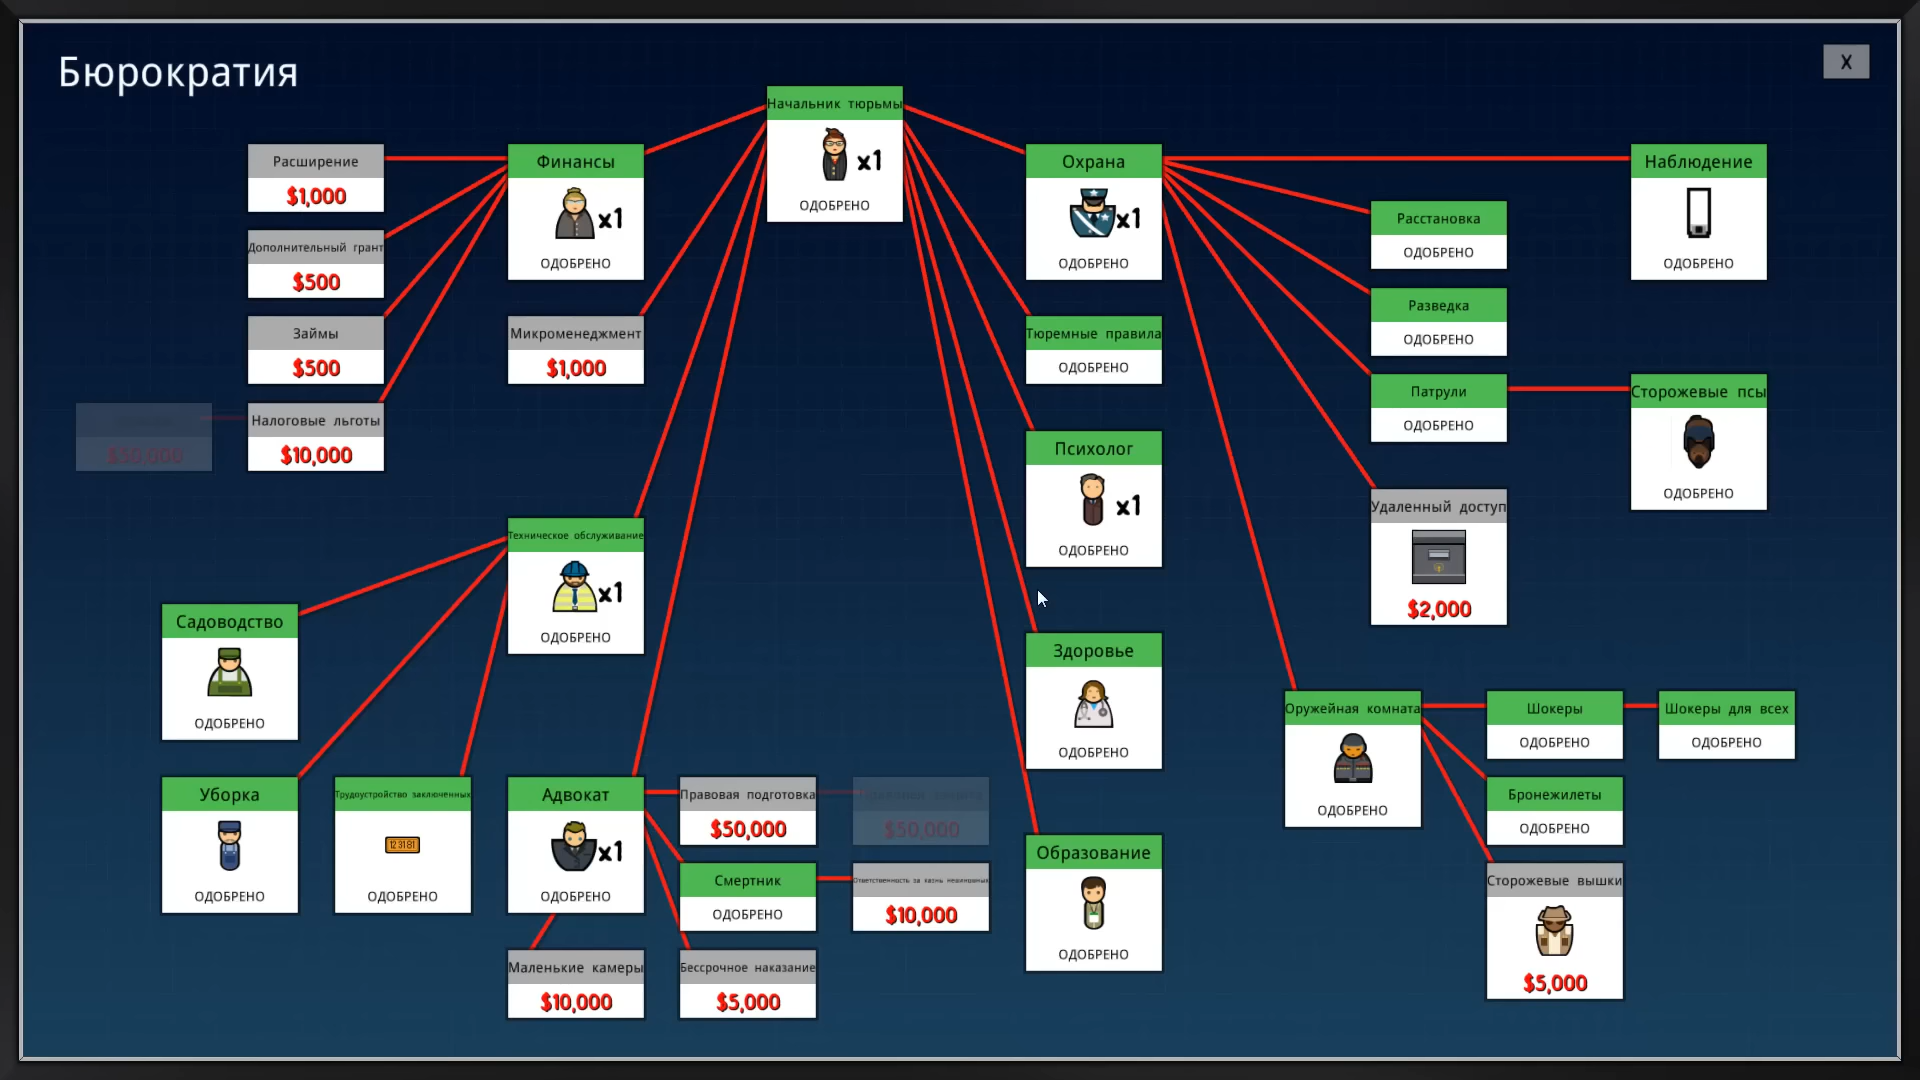 Бюрократия
X
Начальник тюрьмы
x1
ОДОБРЕНО
Расширение
$1,000
Финансы
x1
ОДОБРЕНО
Охрана
x1
ОДОБРЕНО
Наблюдение
ОДОБРЕНО
Расстановка
ОДОБРЕНО
Дополнительный грант
$500
Разведка
ОДОБРЕНО
Займы
$500
Микроменеджмент
$1,000
Тюремные правила
ОДОБРЕНО
Патрули
ОДОБРЕНО
Сторожевые псы
ОДОБРЕНО
Налоговые льготы
$10,000
Психолог
x1
ОДОБРЕНО
Удаленный доступ
$2,000
Техническое обслуживание
x1
ОДОБРЕНО
Садоводство
ОДОБРЕНО
Здоровье
ОДОБРЕНО
Оружейная комната
ОДОБРЕНО
Шокеры
ОДОБРЕНО
Шокеры для всех
ОДОБРЕНО
Уборка
ОДОБРЕНО
Трудоустройство заключенных
ОДОБРЕНО
Адвокат
x1
ОДОБРЕНО
Правовая подготовка
$50,000
$50,000
Бронежилеты
ОДОБРЕНО
Смертник
ОДОБРЕНО
Ответственность за казнь невиновных
$10,000
Образование
ОДОБРЕНО
Сторожевые вышки
$5,000
Маленькие камеры
$10,000
Бессрочное наказание
$5,000